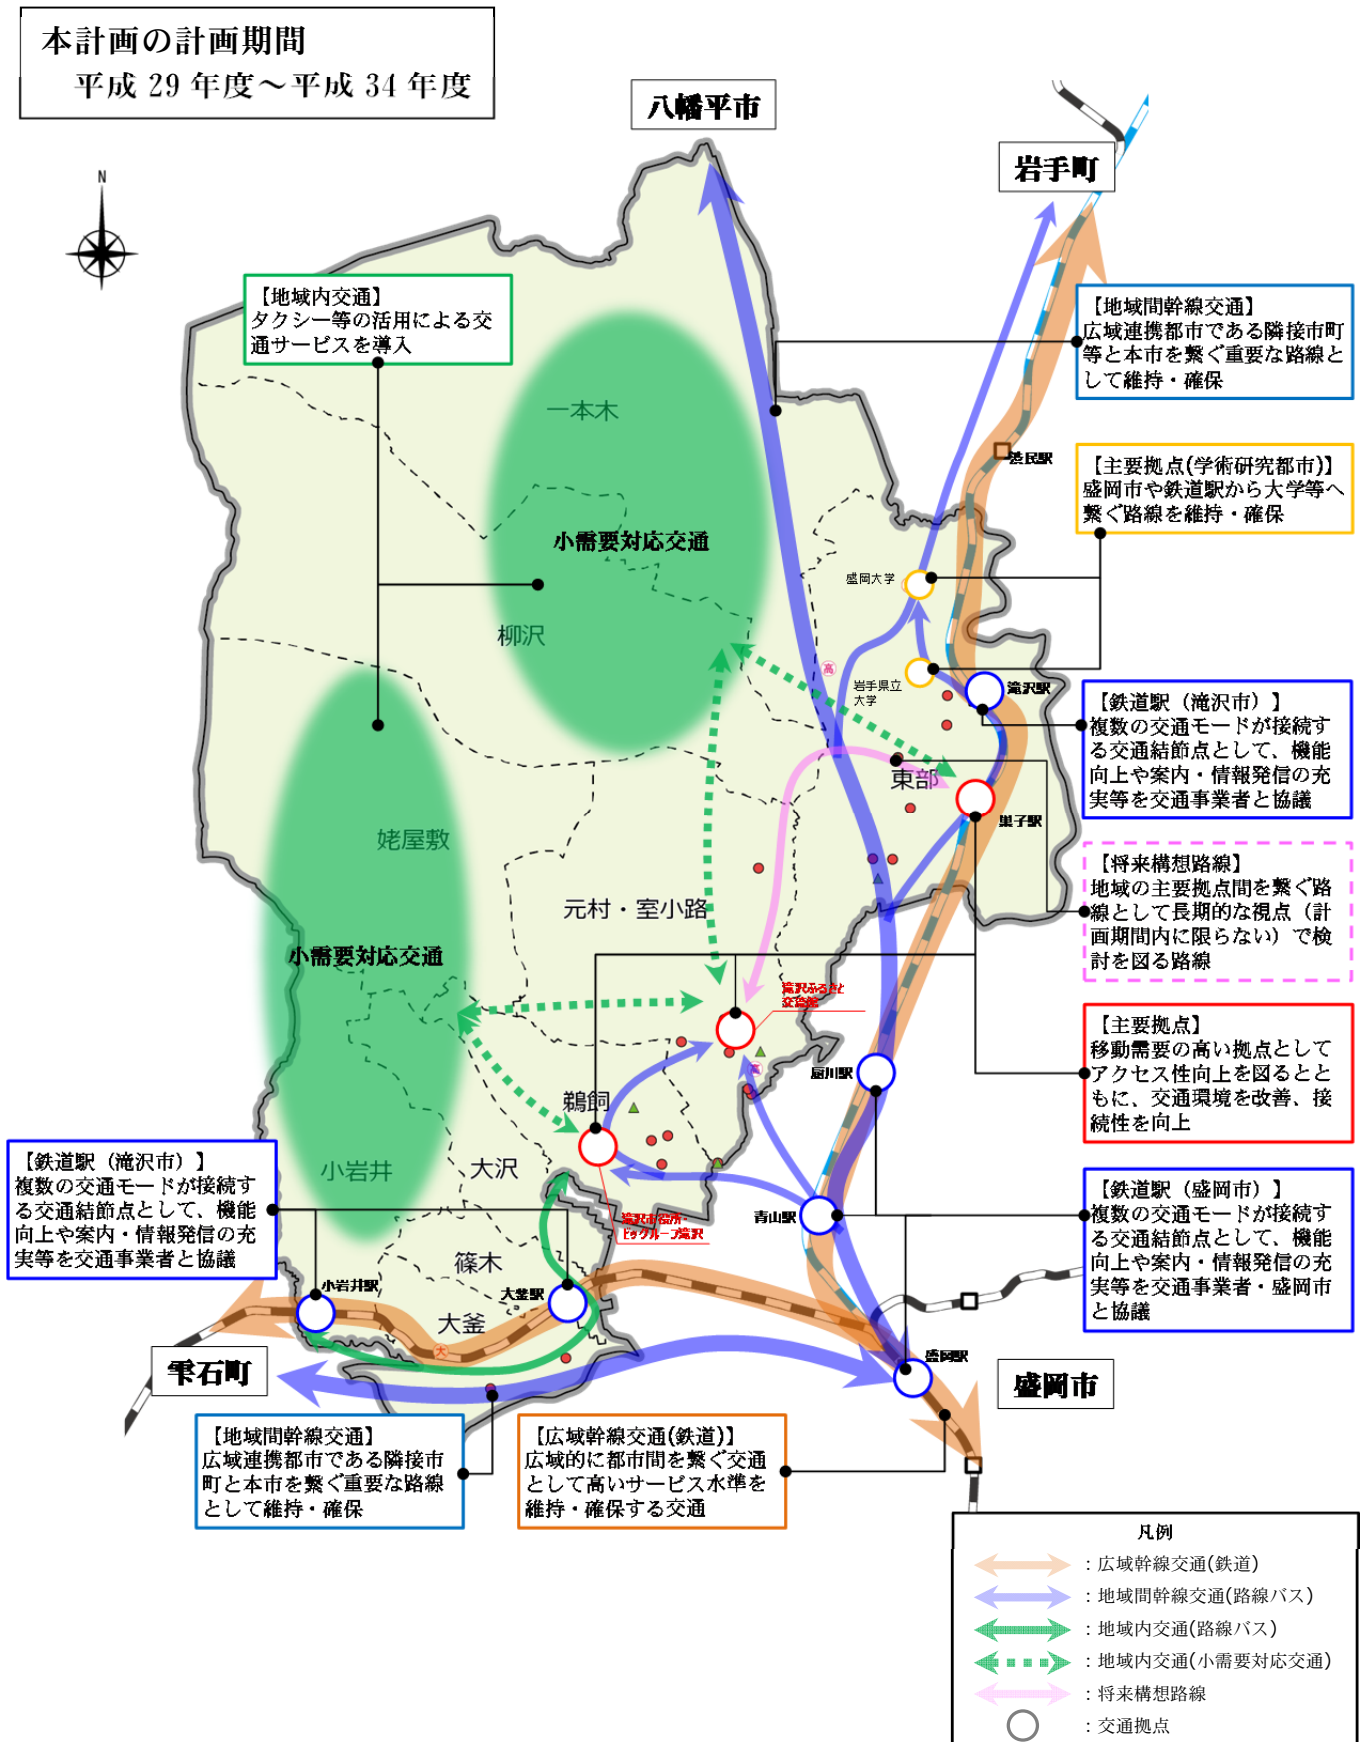 本計画の計画期間
平成 29 年度～平成 34 年度
八幡平市
岩手町
N
【地域内交通】
タクシー等の活用による交
通サービスを導入
【地域間幹線交通】
広域連携都市である隣接市町
等と本市を繋ぐ重要な路線と
して維持・確保
一本木
渋民駅
【主要拠点(学術研究都市)】
盛岡市や鉄道駅から大学等へ
繋ぐ路線を維持・確保
小需要対応交通
盛岡大学
柳沢
高
岩手県立
大学
滝沢駅
【鉄道駅（滝沢市）】
複数の交通モードが接続す
る交通結節点として、機能
向上や案内・情報発信の充
実等を交通事業者と協議
東部
巣子駅
姥屋敷
【将来構想路線】
地域の主要拠点間を繋ぐ路
線として長期的な視点（計
画期間内に限らない）で検
討を図る路線
元村・室小路
小需要対応交通
滝沢ふるさと
交流館
【主要拠点】
移動需要の高い拠点として
アクセス性向上を図るとと
もに、交通環境を改善、接
続性を向上
高
厨川駅
鵜飼
【鉄道駅（滝沢市）】
複数の交通モードが接続す
る交通結節点として、機能
向上や案内・情報発信の充
実等を交通事業者と協議
小岩井
大沢
滝沢市役所・
ビッグルーフ滝沢
青山駅
【鉄道駅（盛岡市）】
複数の交通モードが接続す
る交通結節点として、機能
向上や案内・情報発信の充
実等を交通事業者・盛岡市
と協議
篠木
小岩井駅
大釜駅
大釜
大
雫石町
盛岡駅
盛岡市
【地域間幹線交通】
広域連携都市である隣接市
町と本市を繋ぐ重要な路線
として維持・確保
【広域幹線交通(鉄道)】
広域的に都市間を繋ぐ交通
として高いサービス水準を
維持・確保する交通
凡例
：広域幹線交通(鉄道)
：地域間幹線交通(路線バス)
：地域内交通(路線バス)
：地域内交通(小需要対応交通)
：将来構想路線
：交通拠点